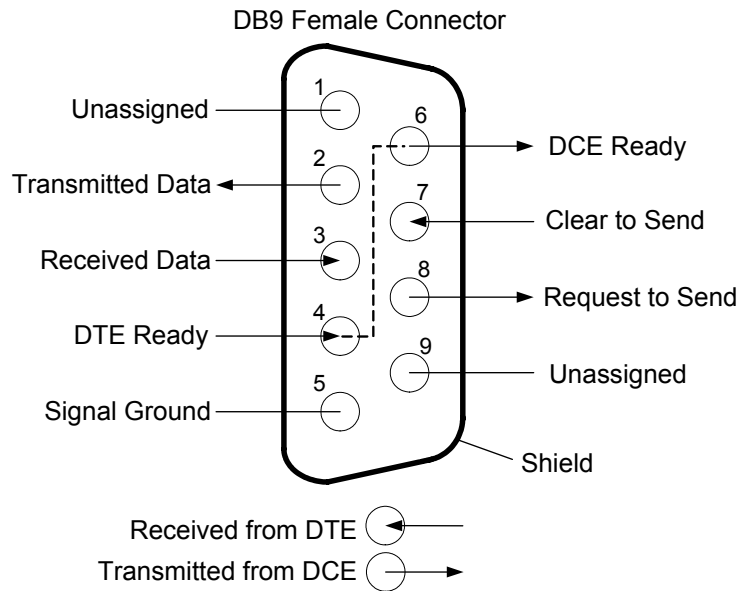 DB9 Female Connector
1
Unassigned
6
DCE Ready
2
Transmitted Data
7
Clear to Send
3
Received Data
8
Request to Send
4
DTE Ready
9
Unassigned
5
Signal Ground
Shield
Received from DTE
Transmitted from DCE